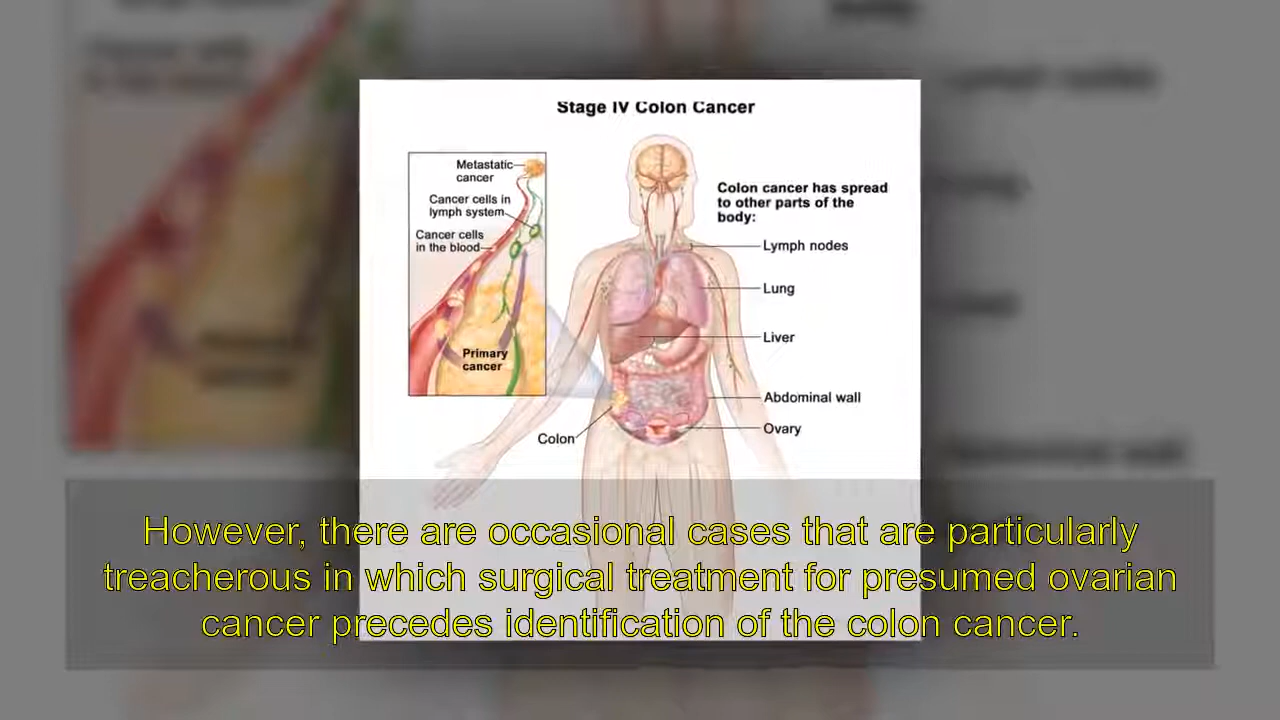 Stage IV Colon Cancer
Metastatic
cancer
Cancer cells in
lymph system
Cancer cells
in the blood
Primary
cancer
Colon cancer has spread
to other parts of the
body:
Lymph nodes
Lung
Liver
Abdominal wall
Ovary
Colon
However, there are occasional cases that are particularly
treacherous in which surgical treatment for presumed ovarian
cancer precedes identification of the colon cancer.